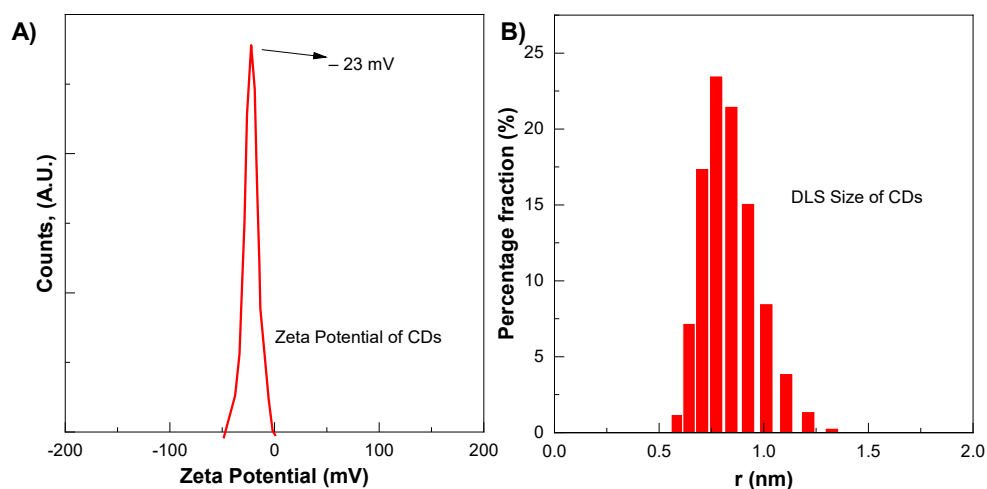 A)
– 23 mV
Counts, (A.U.)
Zeta Potential of CDs
-200
-100
0
100
200
Zeta Potential (mV)
B)
25
20
15
10
5
0
Percentage fraction (%)
DLS Size of CDs
0.0
0.5
1.0
1.5
2.0
r (nm)